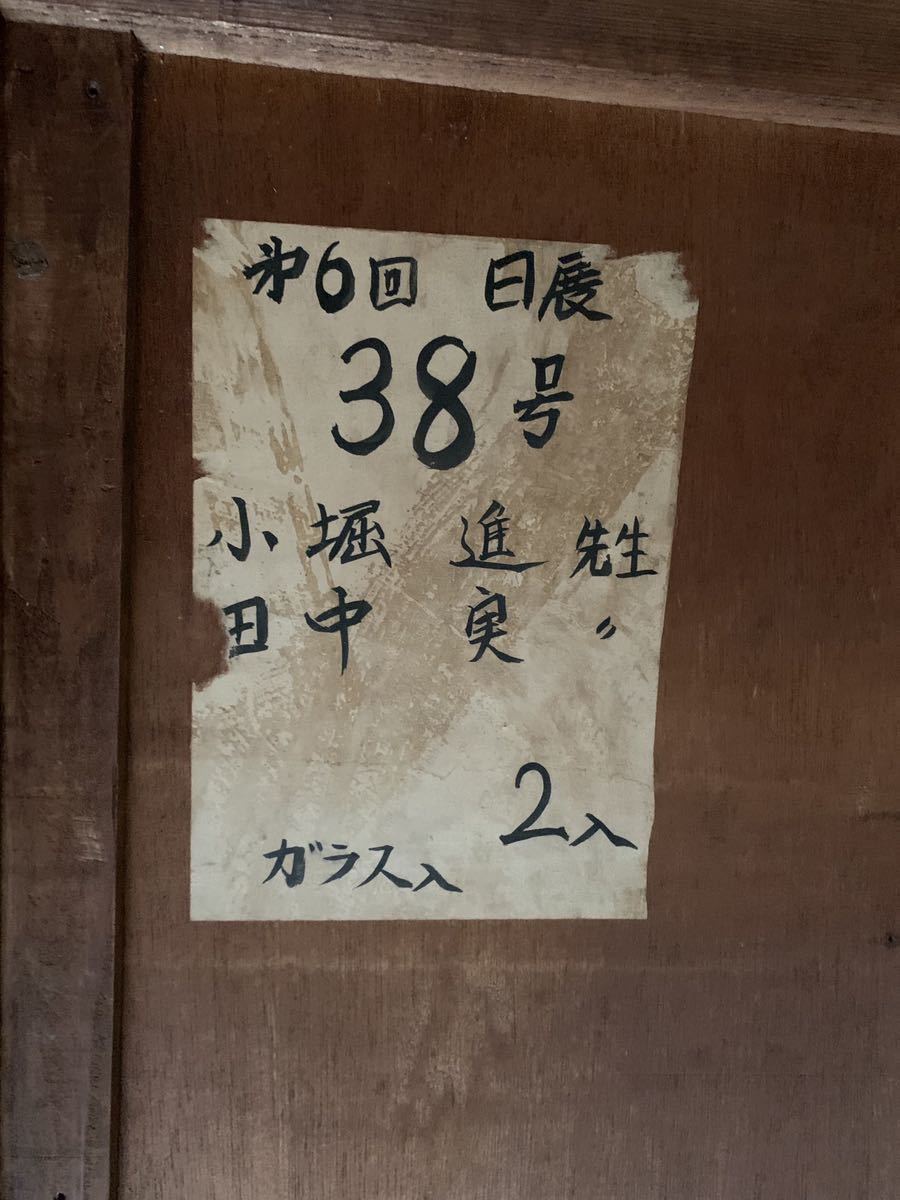 第6回 日展
38号
小堀 進 先生
田中 実 〃
2入
ガラス入